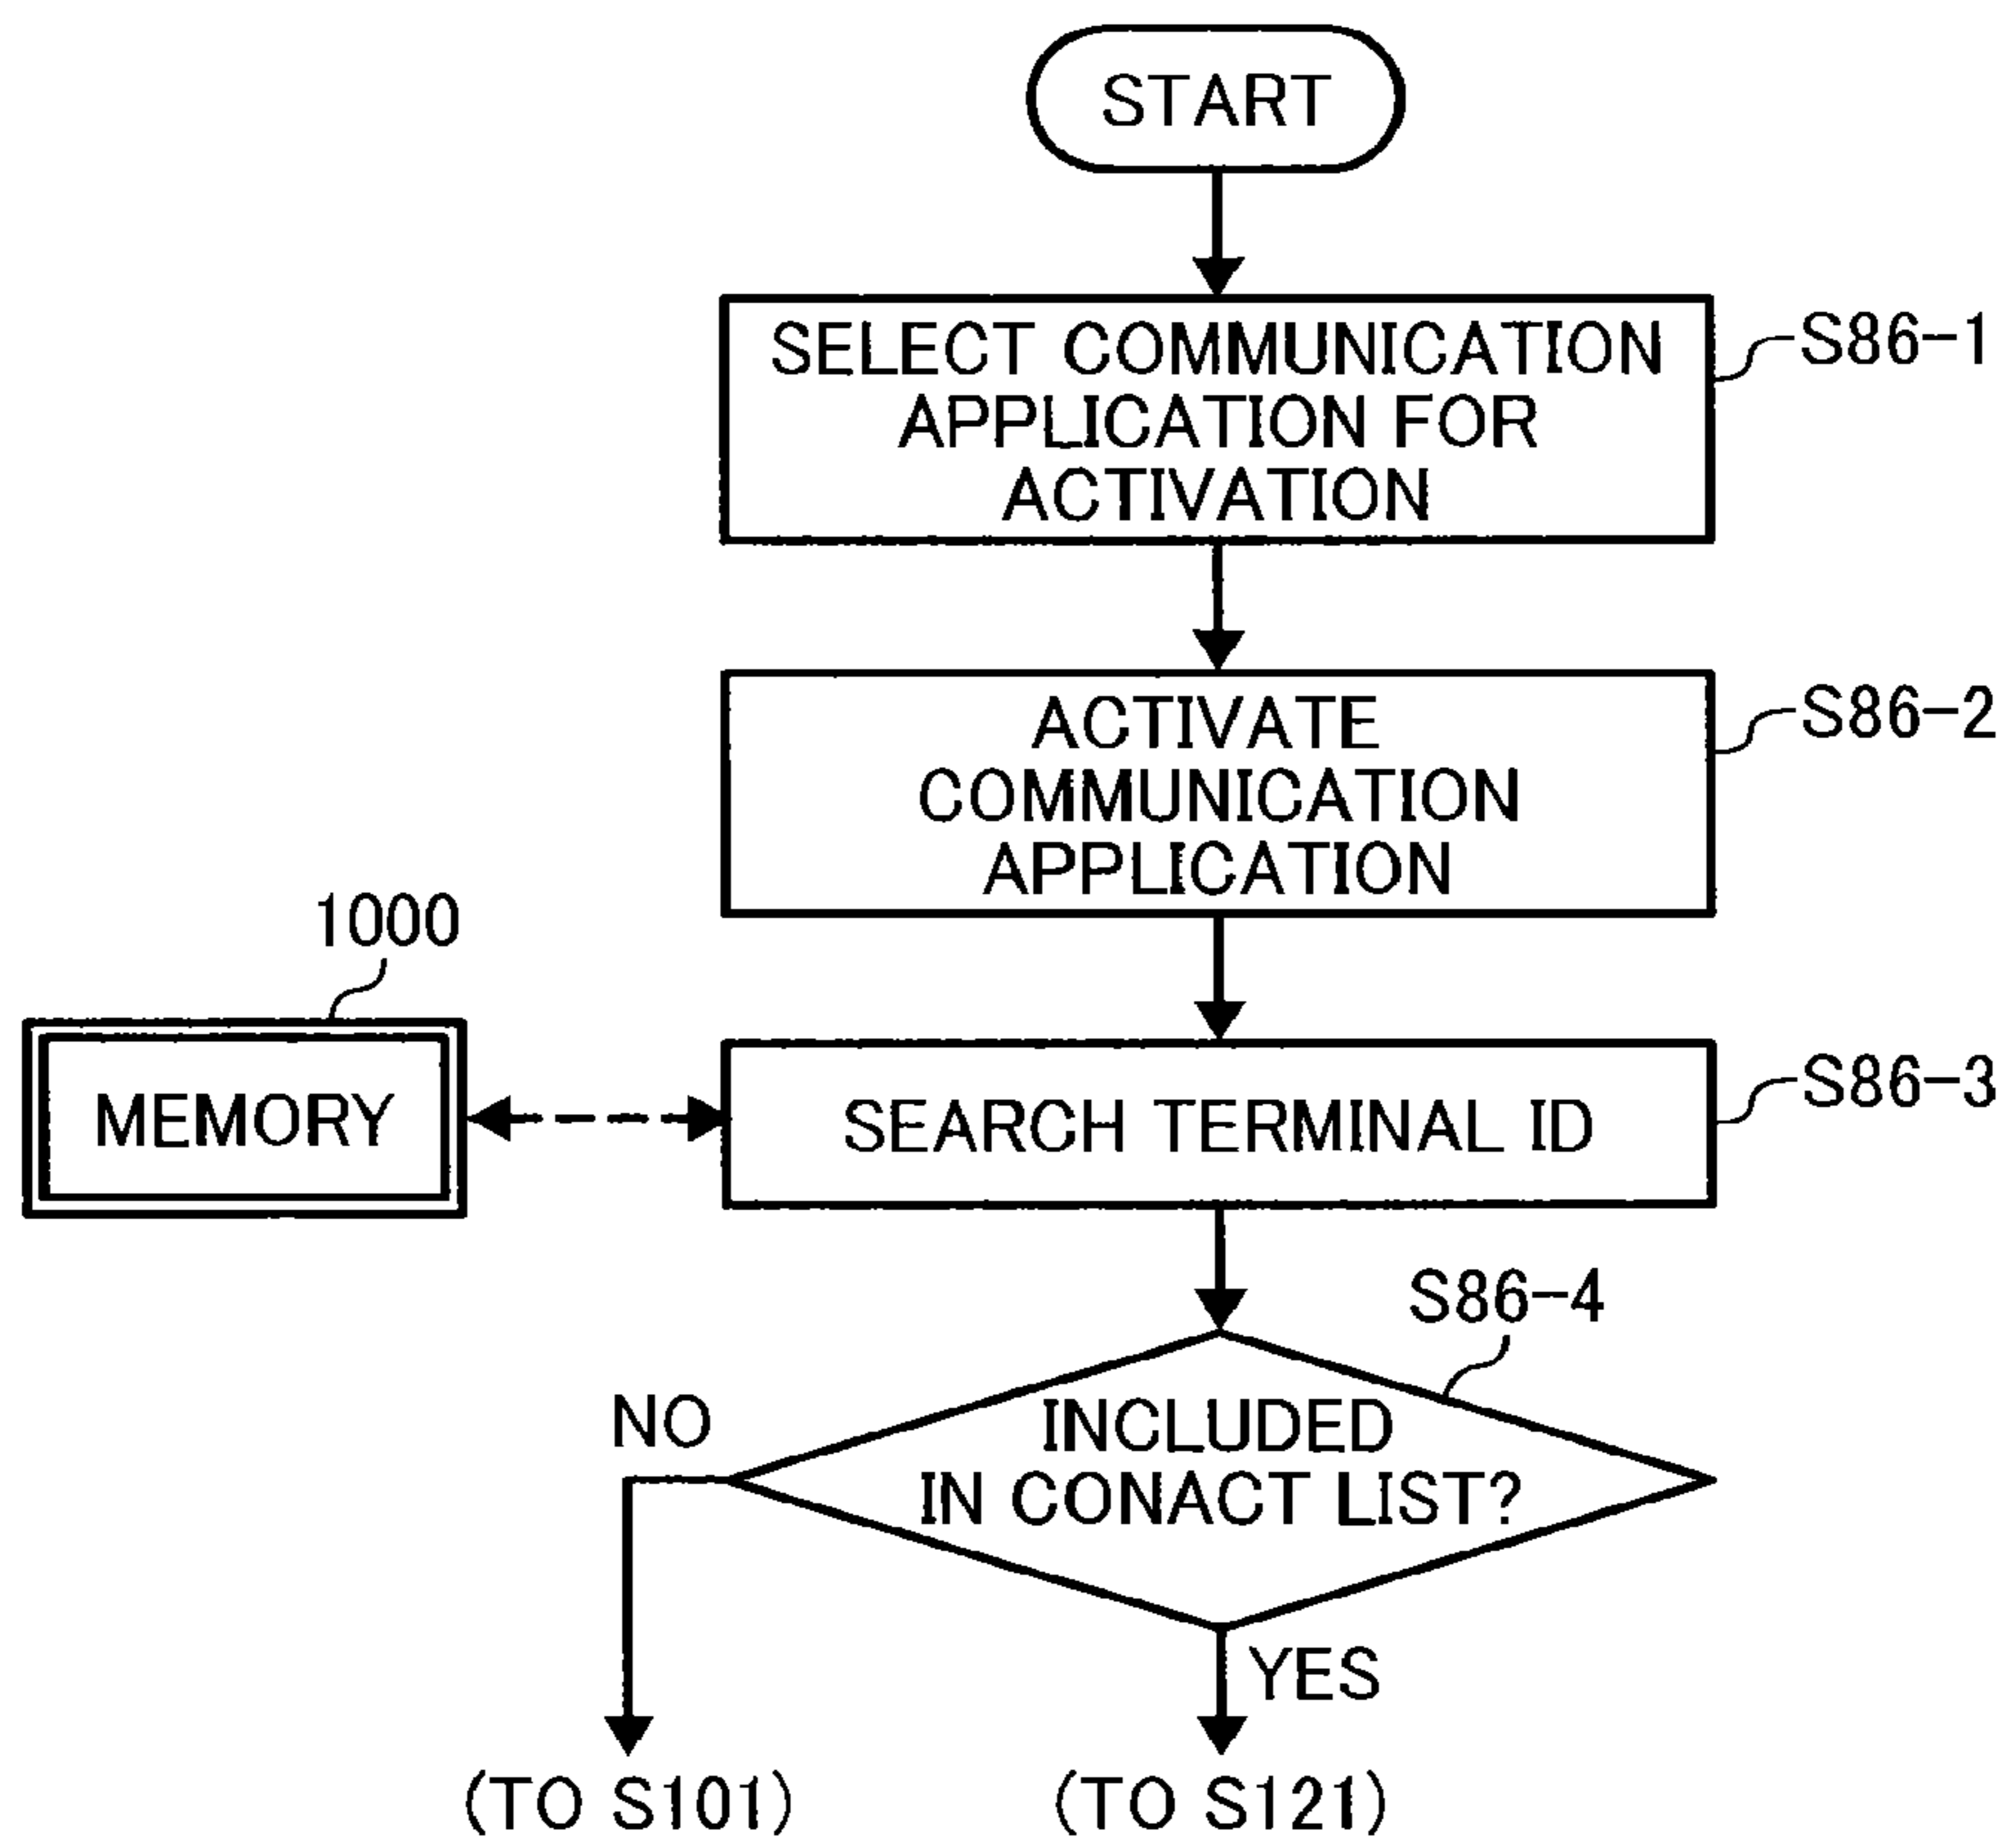 START
SELECT COMMUNICATION
APPLICATION FOR
ACTIVATION
S86-1
ACTIVATE
COMMUNICATION
APPLICATION
S86-2
1000
MEMORY
SEARCH TERMINAL ID
S86-3
S86-4
NO
INCLUDED
IN CONACT LIST?
YES
(TO S101)
(TO S121)